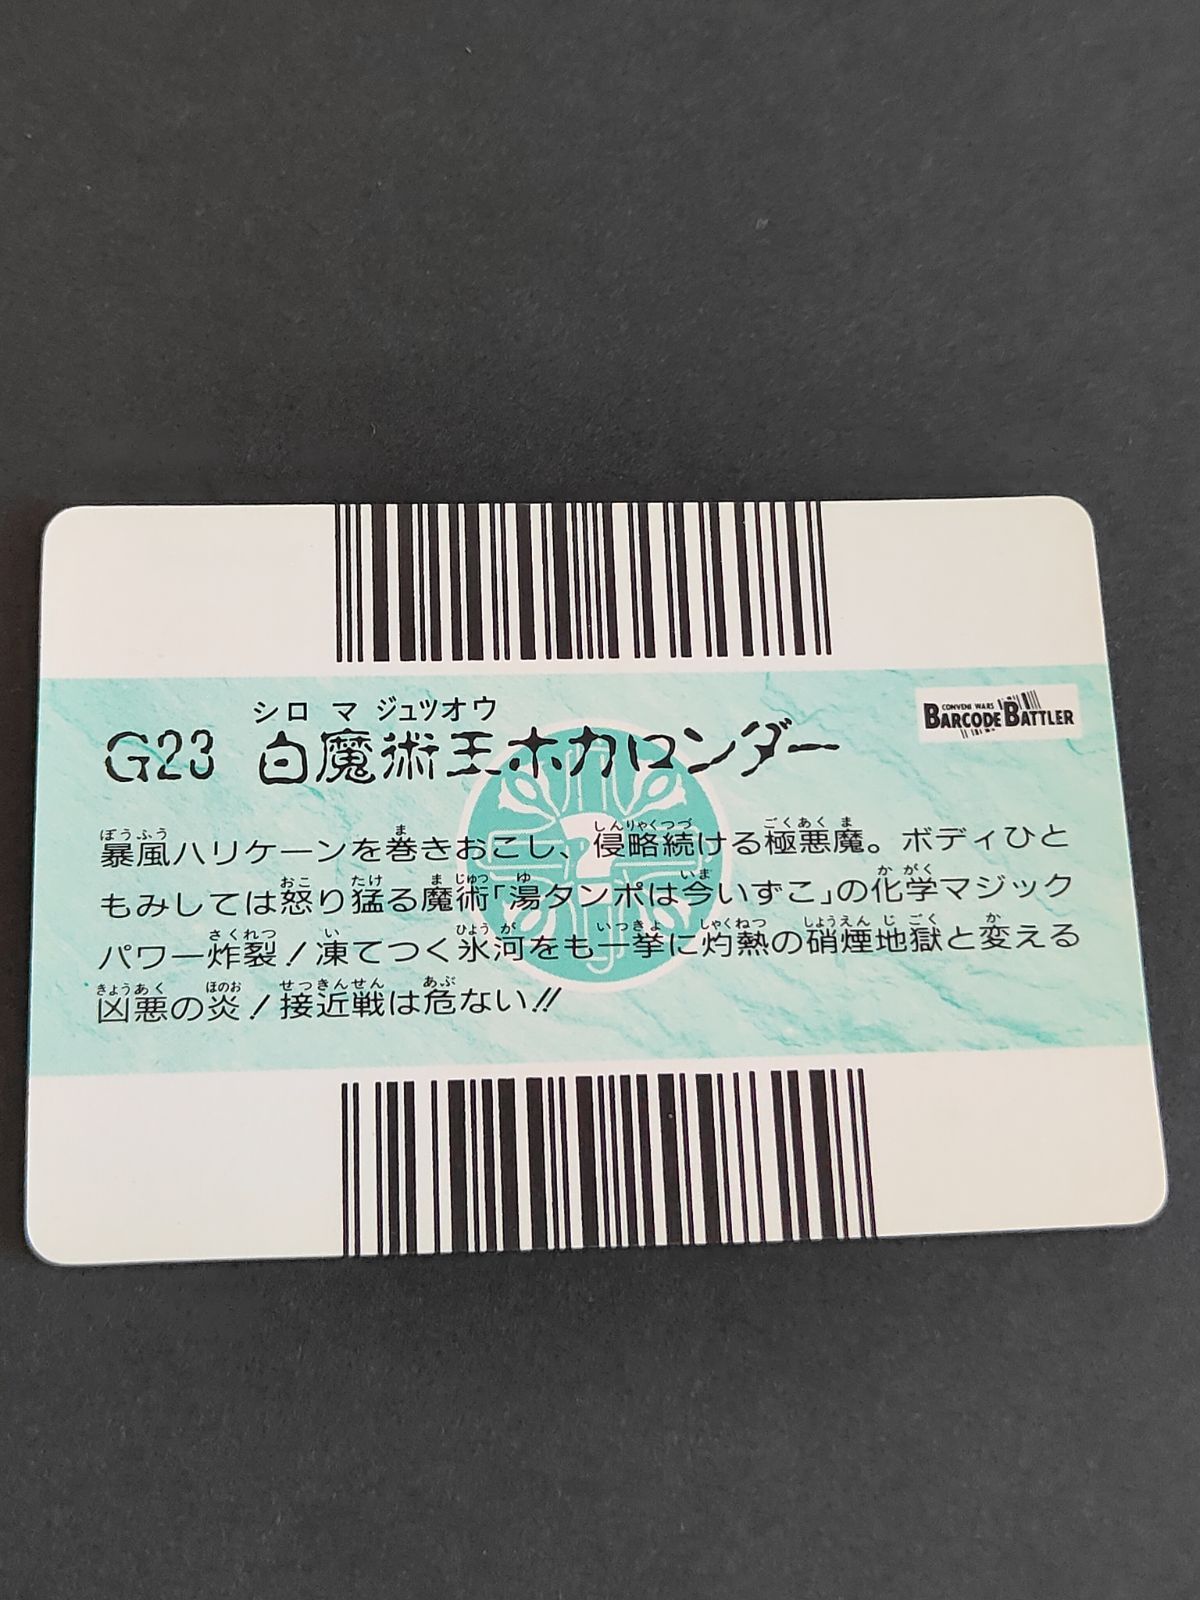 シロ マ ジュツオウ
G23 白魔術王ホカロンダー
CONVENI WARS
BARCODE BATTLER
ぼうふう ま しんりゃくつづ ごくあく ま
暴風ハリケーンを巻きおこし、侵略続ける極悪魔。ボディひと
おこ たけ ま じゅつ ゆ いま か がく
もみしては怒り猛る魔術「湯タンポは今いずこ」の化学マジック
さくれつ い ひょう が いっきょ しゃくねつ しょうえん じ ごく か
パワー炸裂!凍てつく氷河をも一挙に灼熱の硝煙地獄と変える
きょうあく ほのお せっきんせん あぶ
凶悪の炎!接近戦は危ない!!